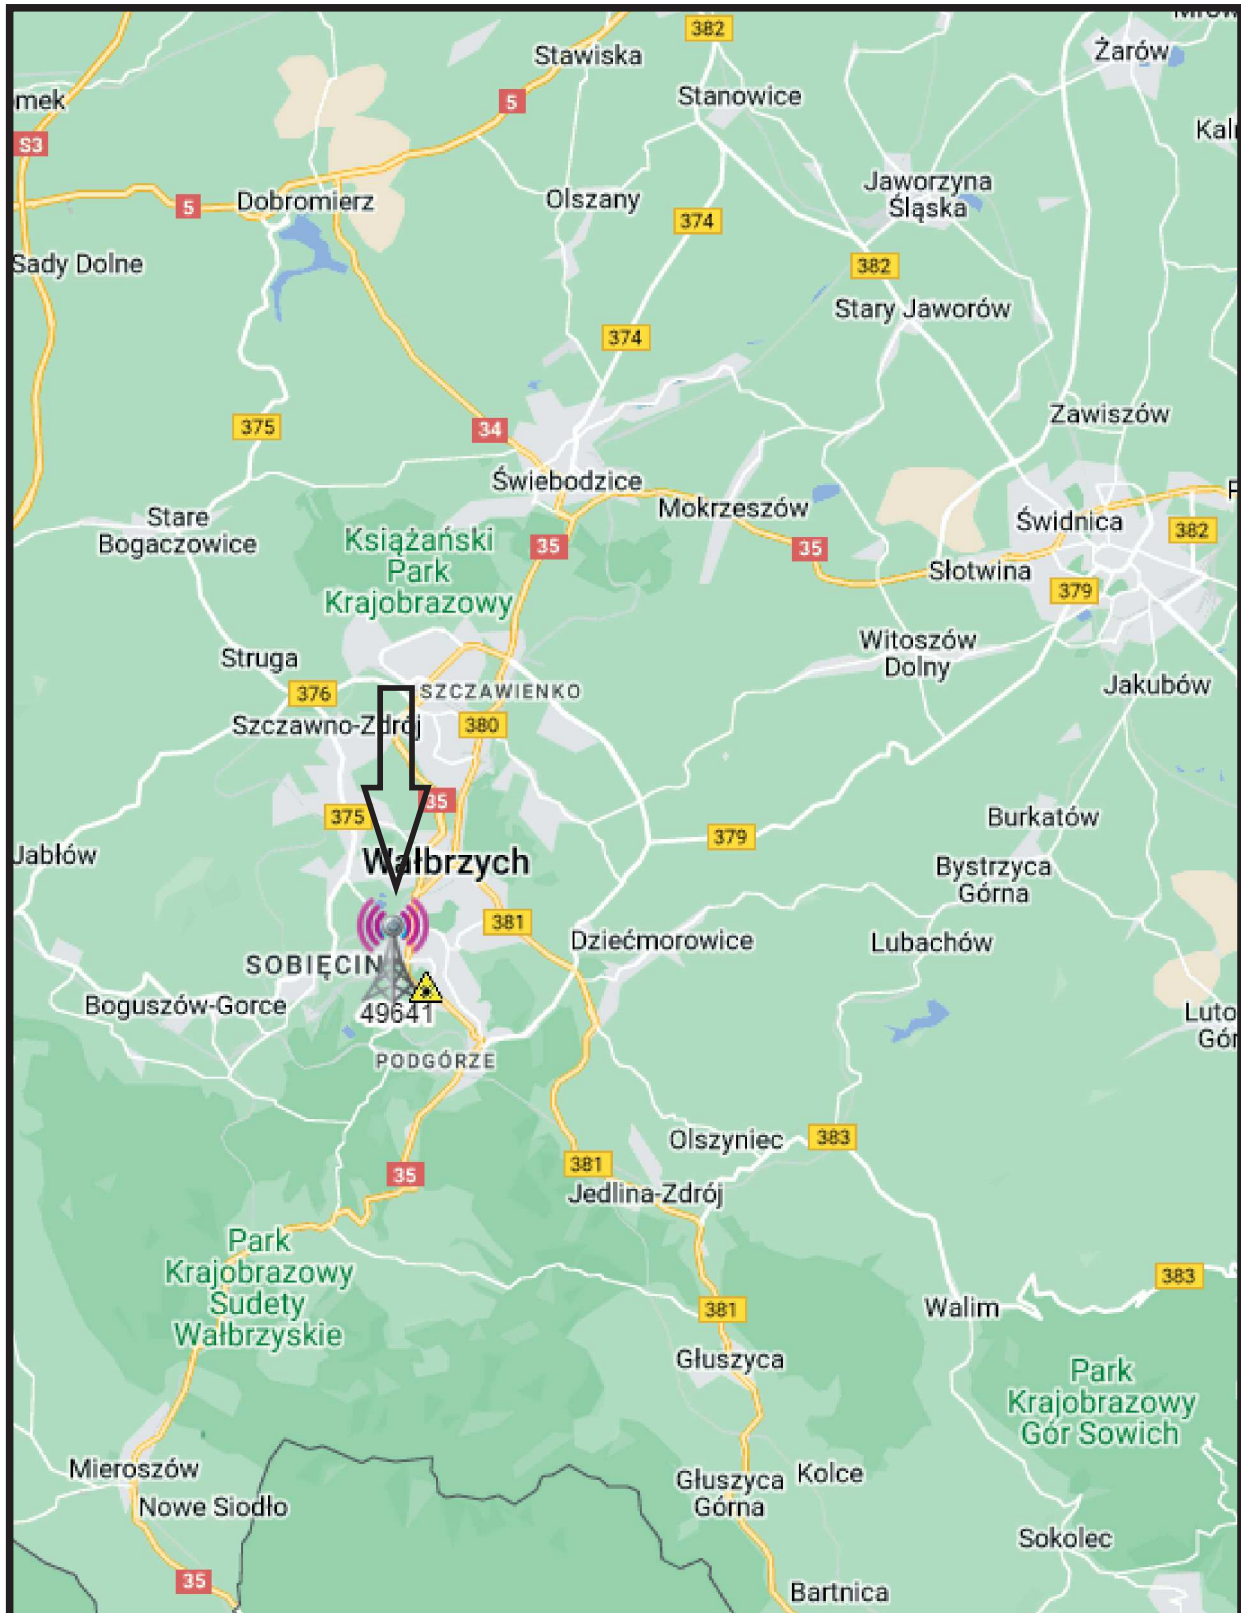 382
Stawiska
Żarów
5
Stanowice
S3
Jaworzyna
Śląska
Olszany
5
Dobromierz
374
Sady Dolne
382
Stary Jaworów
374
Zawiszów
375
34
Świebodzice
Mokrzeszów
Stare
Bogaczowice
Świdnica
382
Książański
Park
Krajobrazowy
35
35
Słotwina
379
Witoszów
Dolny
Struga
376
SZCZAWIENKO
Jakubów
Szczawno-Zdrój
380
35
375
Burkatów
379
Jabłów
Wałbrzych
Bystrzyca
Górna
381
Dziećmorowice
Lubachów
SOBIĘCIN
Boguszów-Gorce
49641
PODGÓRZE
Olszyniec
383
381
35
Jedlina-Zdrój
Park
Krajobrazowy
Sudety
Wałbrzyskie
383
381
Walim
Głuszyca
Park
Krajobrazowy
Gór Sowich
Mieroszów
Głuszyca
Górna
Kolce
Nowe Siodło
Sokolec
35
Bartnica